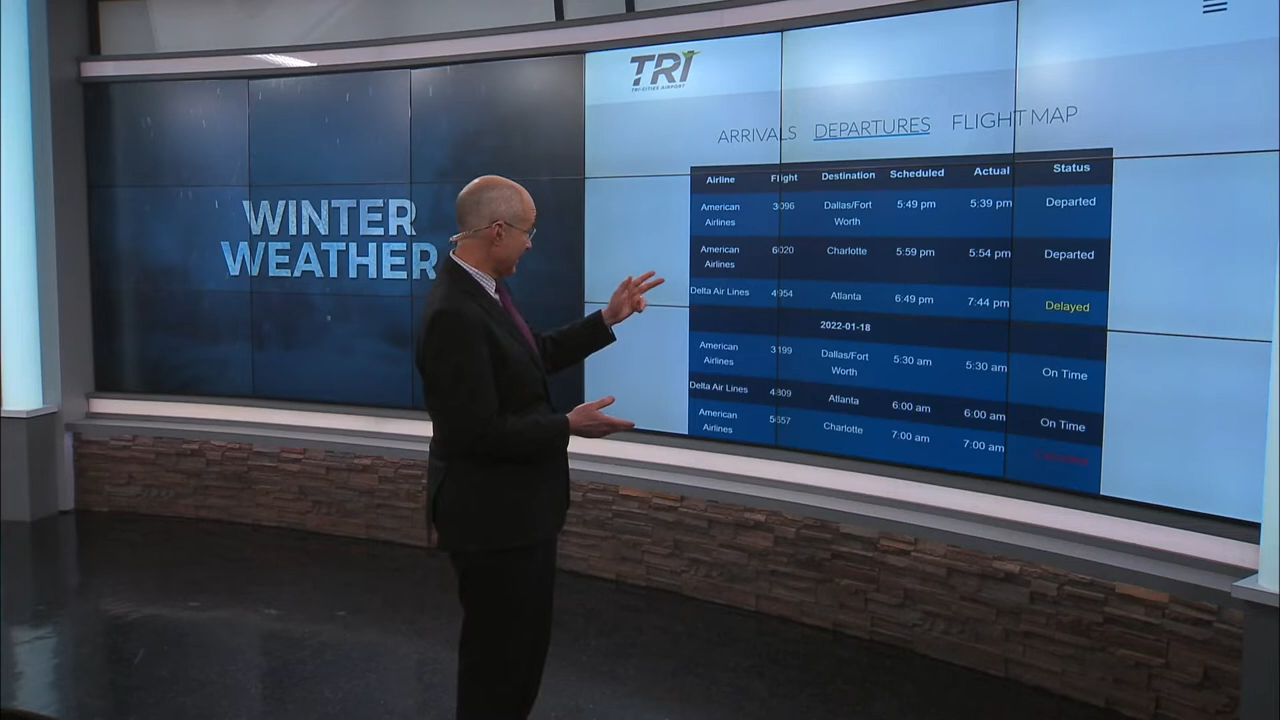 WINTER
WEATHER
TRI
TRI-CITIES AIRPORT
ARRIVALS DEPARTURES FLIGHT MAP
Airline Flight Destination Scheduled Actual Status
American Airlines 3096 Dallas/Fort Worth 5:49 pm 5:39 pm Departed
American Airlines 6020 Charlotte 5:59 pm 5:54 pm Departed
Delta Air Lines 4954 Atlanta 6:49 pm 7:44 pm Delayed
2022-01-18
American Airlines 3199 Dallas/Fort Worth 5:30 am 5:30 am On Time
Delta Air Lines 4809 Atlanta 6:00 am 6:00 am On Time
American Airlines 5657 Charlotte 7:00 am 7:00 am